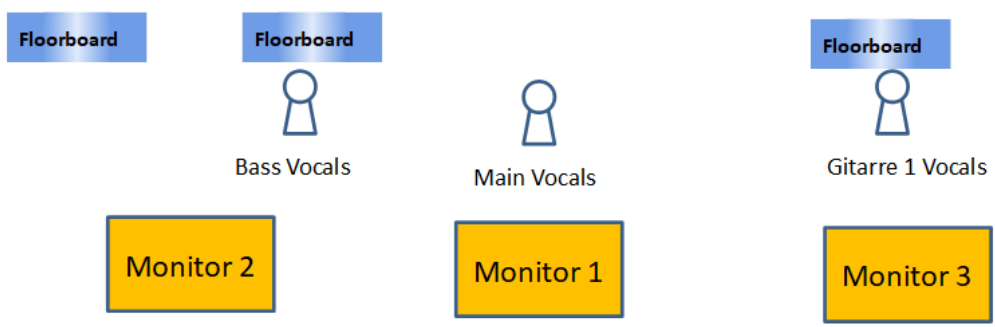 Floorboard
Floorboard
Floorboard
Bass Vocals
Main Vocals
Gitarre 1 Vocals
Monitor 2
Monitor 1
Monitor 3